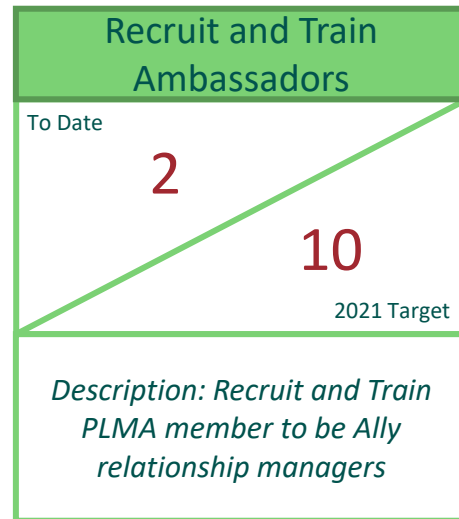 Recruit and Train
Ambassadors
To Date
2
10
2021 Target
Description: Recruit and Train
PLMA member to be Ally
relationship managers